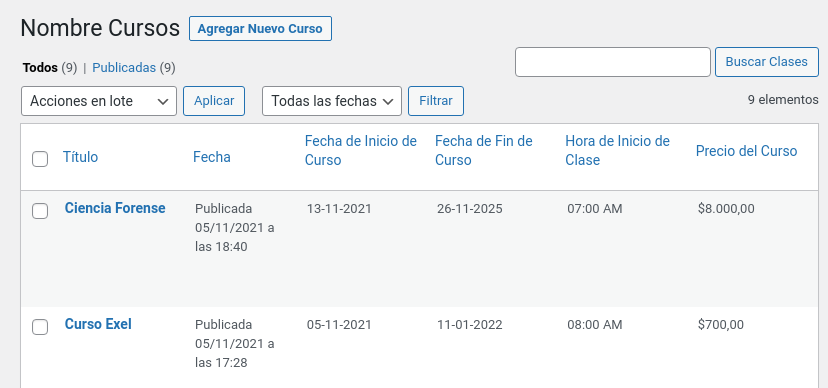 Nombre Cursos Agregar Nuevo Curso
Todos (9) | Publicadas (9) Buscar Clases
Acciones en lote Aplicar Todas las fechas Filtrar 9 elementos
Título Fecha Fecha de Inicio de Curso Fecha de Fin de Curso Hora de Inicio de Clase Precio del Curso
Ciencia Forense Publicada 13-11-2021 26-11-2025 07:00 AM $8.000,00
05/11/2021 a
las 18:40
Curso Exel Publicada 05-11-2021 11-01-2022 08:00 AM $700,00
05/11/2021 a
las 17:28